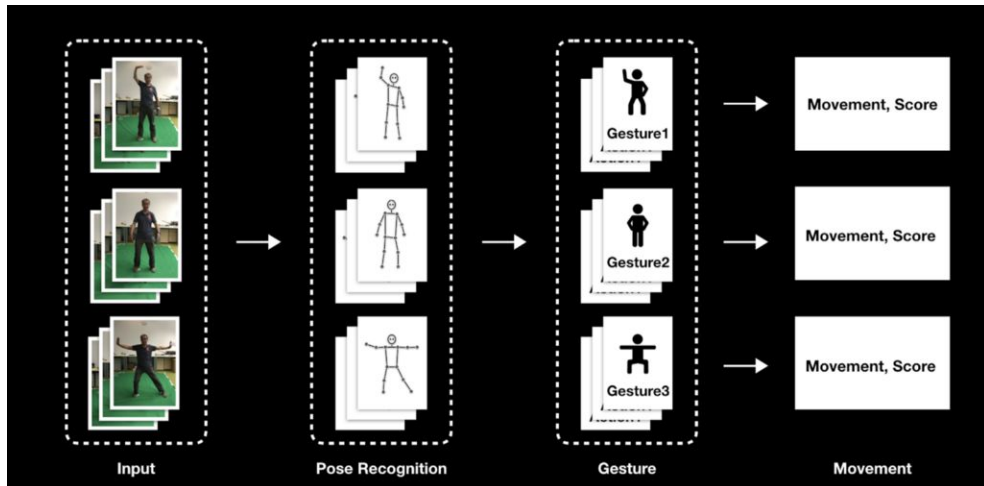 Gesture1
Movement, Score
Gesture2
Movement, Score
Gesture3
Movement, Score
Input
Pose Recognition
Gesture
Movement